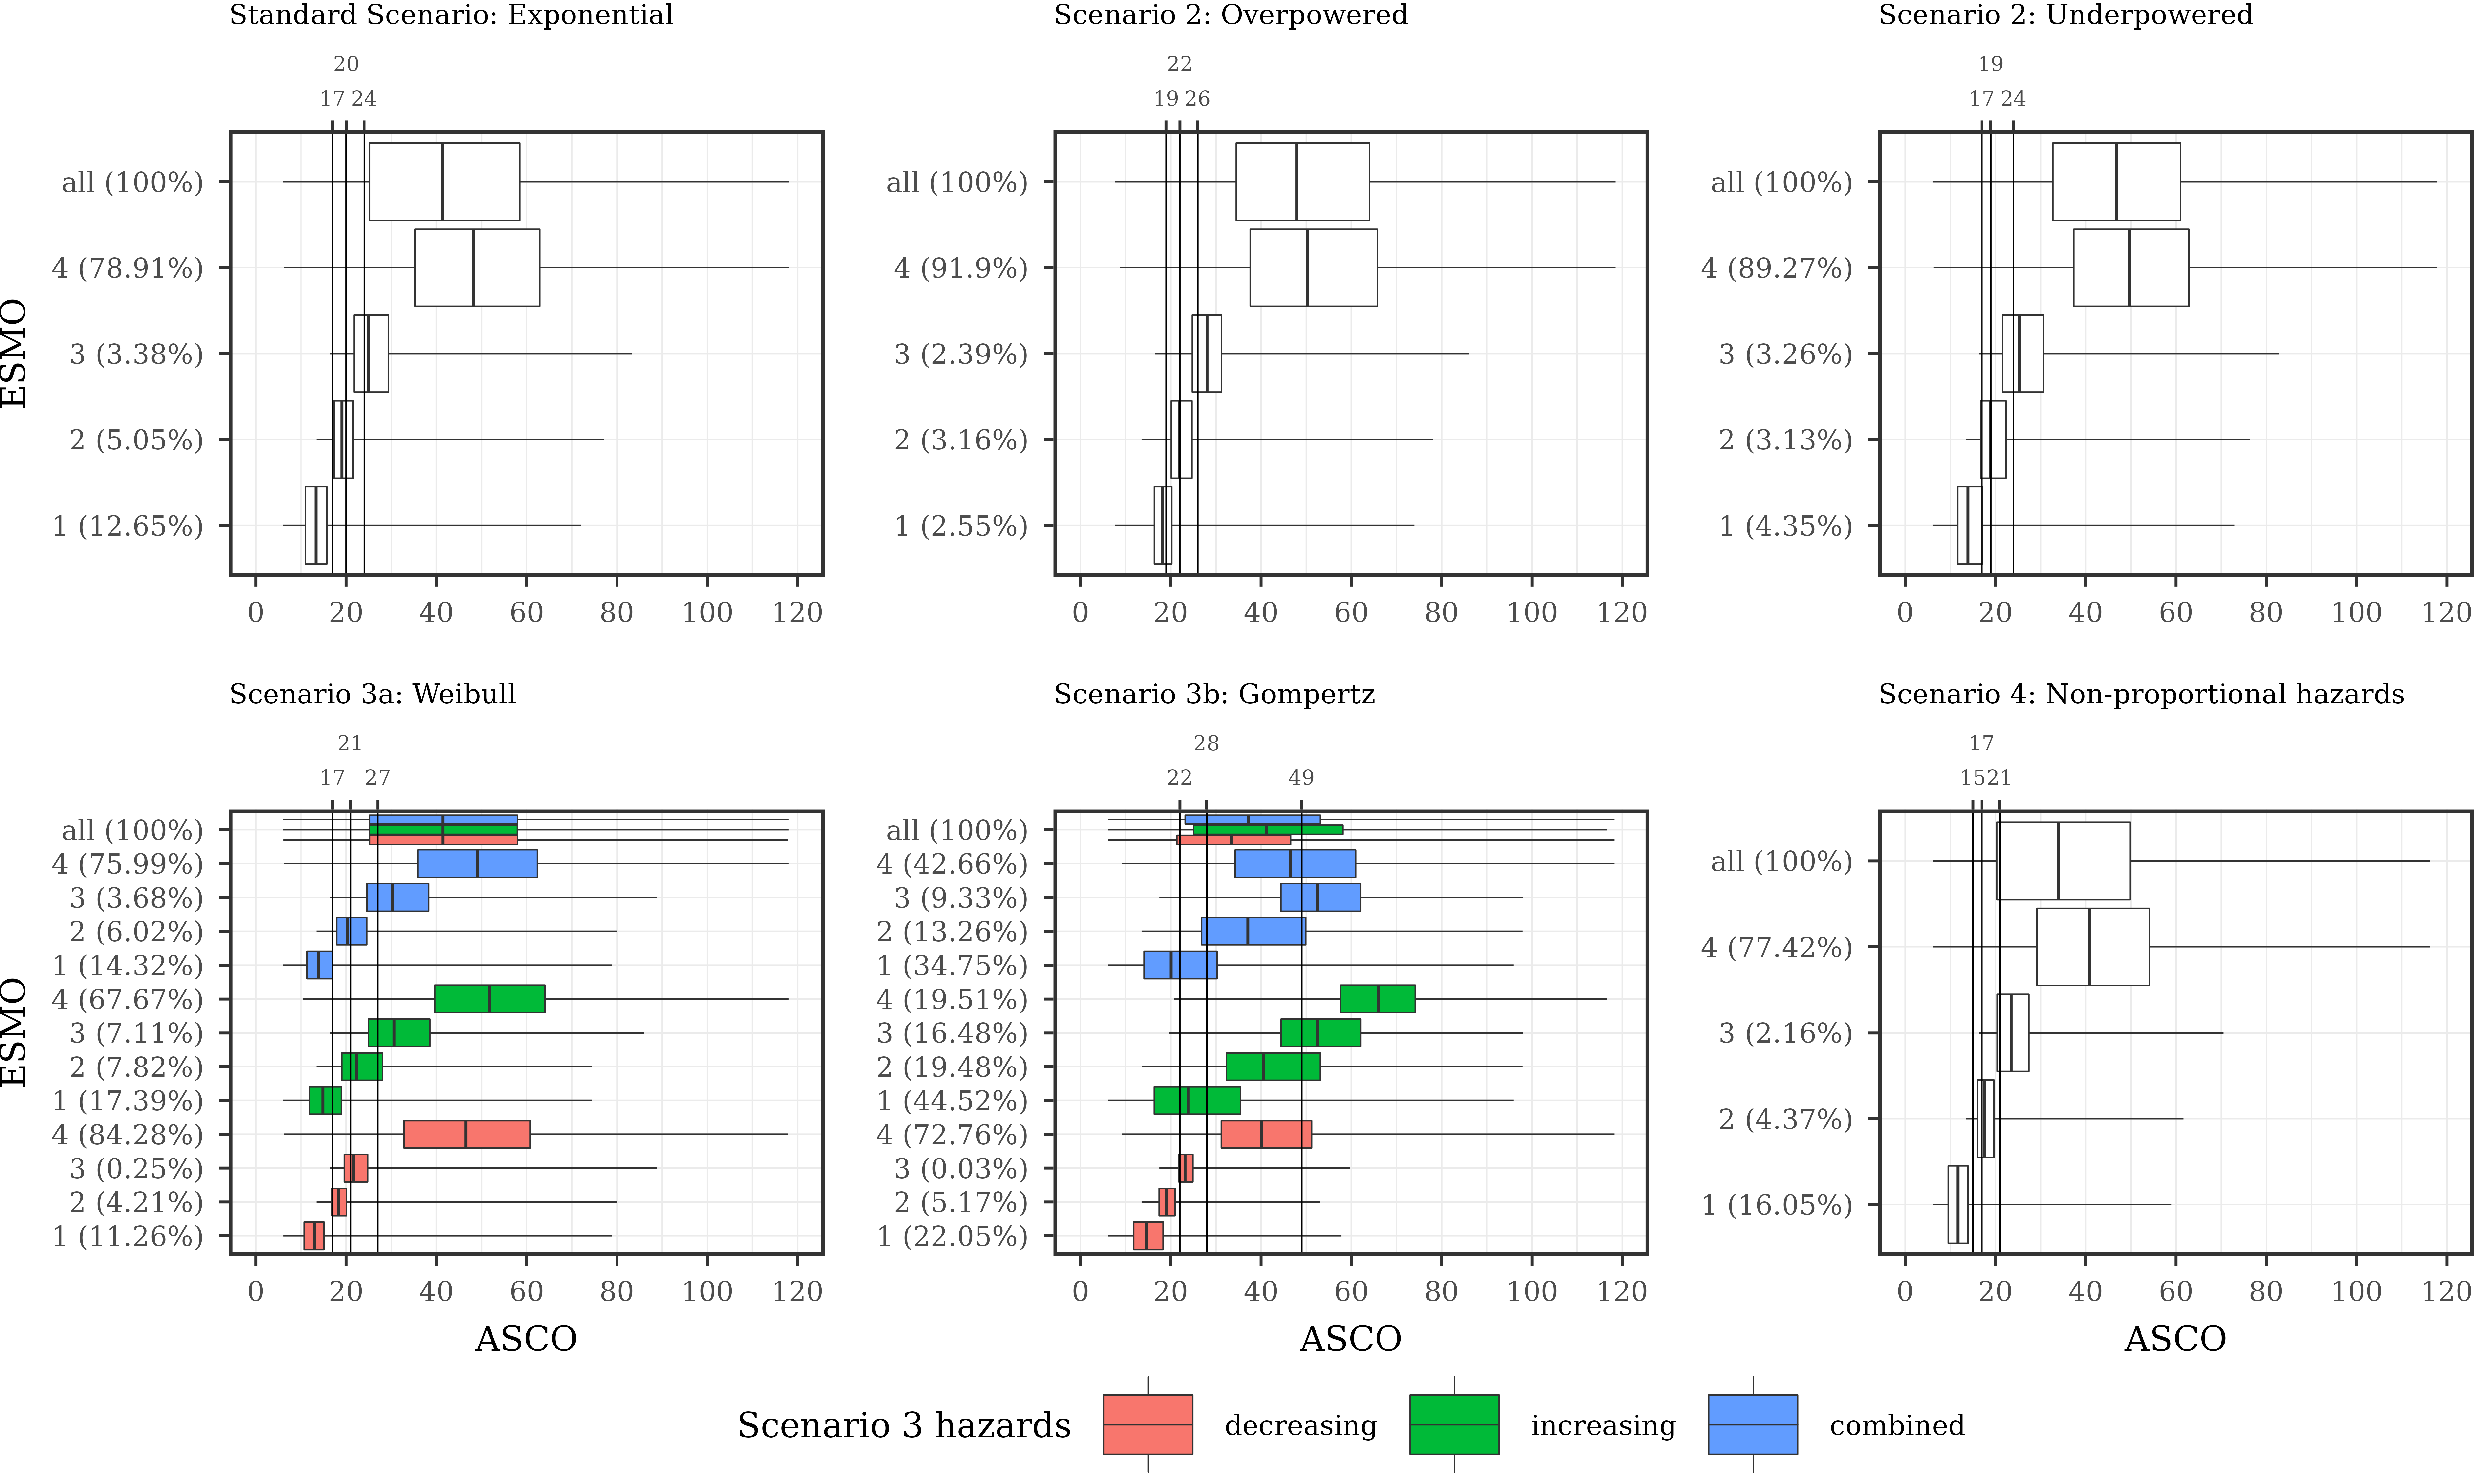 Standard Scenario: Exponential
20
17 24
ESMO
all (100%)
4 (78.91%)
3 (3.38%)
2 (5.05%)
1 (12.65%)
0 20 40 60 80 100 120
Scenario 2: Overpowered
22
19 26
all (100%)
4 (91.9%)
3 (2.39%)
2 (3.16%)
1 (2.55%)
0 20 40 60 80 100 120
Scenario 2: Underpowered
19
17 24
all (100%)
4 (89.27%)
3 (3.26%)
2 (3.13%)
1 (4.35%)
0 20 40 60 80 100 120
Scenario 3a: Weibull
21
17 27
ESMO
all (100%)
4 (75.99%)
3 (3.68%)
2 (6.02%)
1 (14.32%)
4 (67.67%)
3 (7.11%)
2 (7.82%)
1 (17.39%)
4 (84.28%)
3 (0.25%)
2 (4.21%)
1 (11.26%)
0 20 40 60 80 100 120
ASCO
Scenario 3b: Gompertz
28
22 49
all (100%)
4 (42.66%)
3 (9.33%)
2 (13.26%)
1 (34.75%)
4 (19.51%)
3 (16.48%)
2 (19.48%)
1 (44.52%)
4 (72.76%)
3 (0.03%)
2 (5.17%)
1 (22.05%)
0 20 40 60 80 100 120
ASCO
Scenario 4: Non-proportional hazards
17
15 21
all (100%)
4 (77.42%)
3 (2.16%)
2 (4.37%)
1 (16.05%)
0 20 40 60 80 100 120
ASCO
Scenario 3 hazards decreasing increasing combined